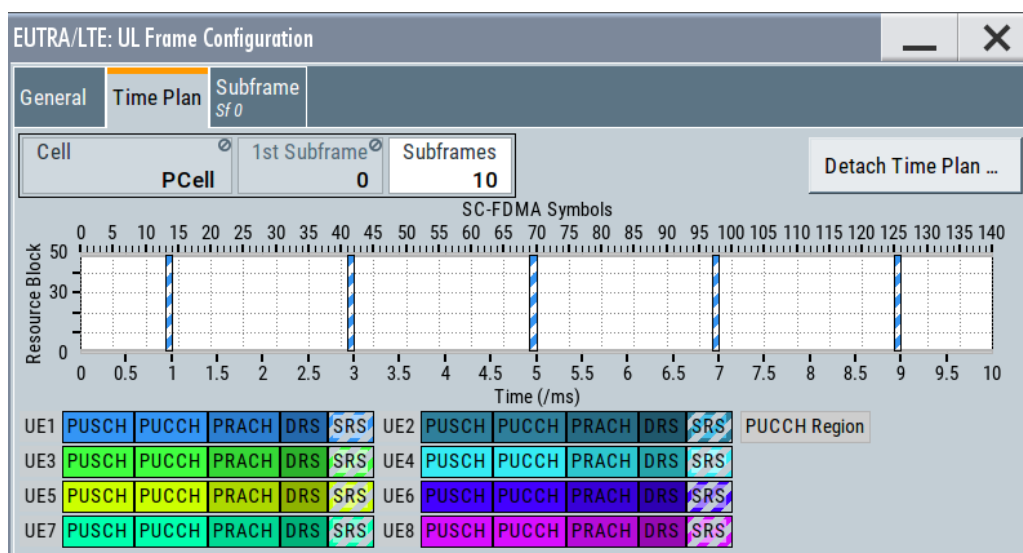 EUTRA/LTE: UL Frame Configuration
General Time Plan Subframe
Sf 0
Cell 1st Subframe Subframes
PCell 0 10
Detach Time Plan ...
SC-FDMA Symbols
0 5 10 15 20 25 30 35 40 45 50 55 60 65 70 75 80 85 90 95 100 105 110 115 120 125 130 135 140
Resource Block
50
30
0
0 0.5 1 1.5 2 2.5 3 3.5 4 4.5 5 5.5 6 6.5 7 7.5 8 8.5 9 9.5 10
Time (/ms)
UE1 PUSCH PUCCH PRACH DRS SRS UE2 PUSCH PUCCH PRACH DRS SRS PUCCH Region
UE3 PUSCH PUCCH PRACH DRS SRS UE4 PUSCH PUCCH PRACH DRS SRS
UE5 PUSCH PUCCH PRACH DRS SRS UE6 PUSCH PUCCH PRACH DRS SRS
UE7 PUSCH PUCCH PRACH DRS SRS UE8 PUSCH PUCCH PRACH DRS SRS